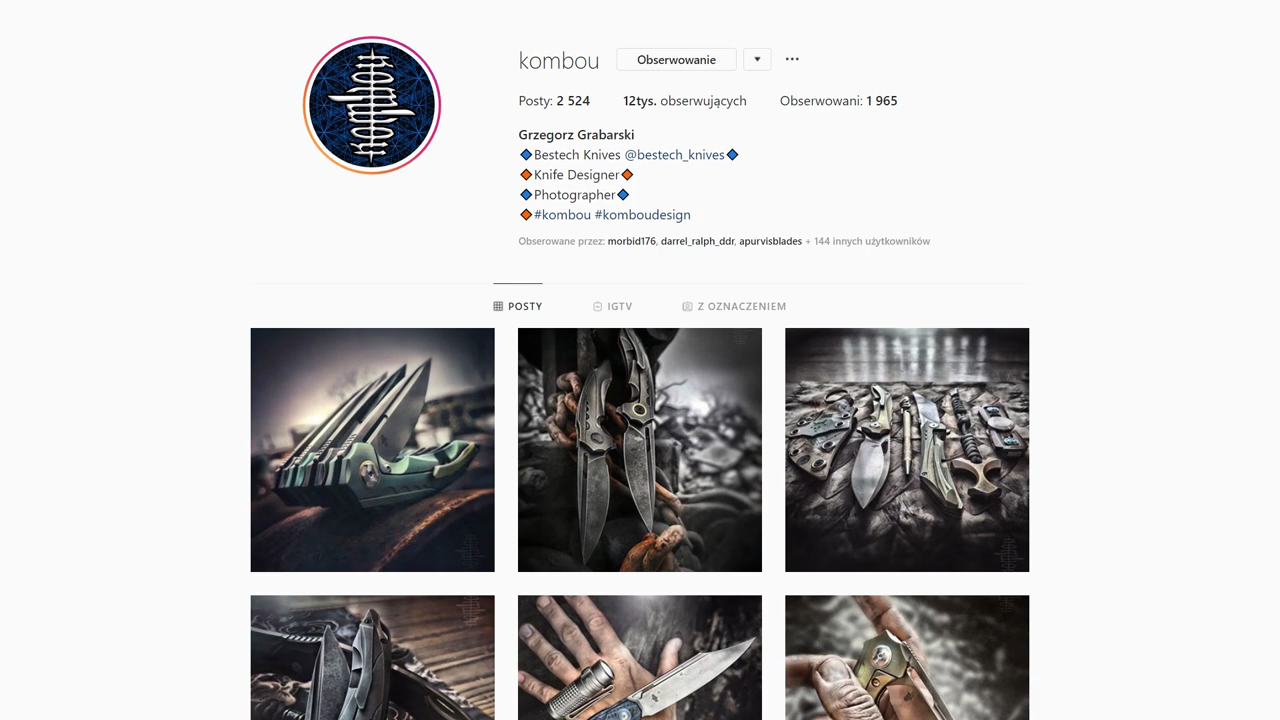 kombou Obserwowanie
Posty: 2 524 12tys. obserwujących Obserwowani: 1 965
Grzegorz Grabarski
Bestech Knives @bestech_knives
Knife Designer
Photographer
#kombou #komboudesign
Obserowane przez: morbid176, darrel_ralph_ddr, apurvisblades + 144 innych użytkowników
POSTY IGTV Z OZNACZENIEM